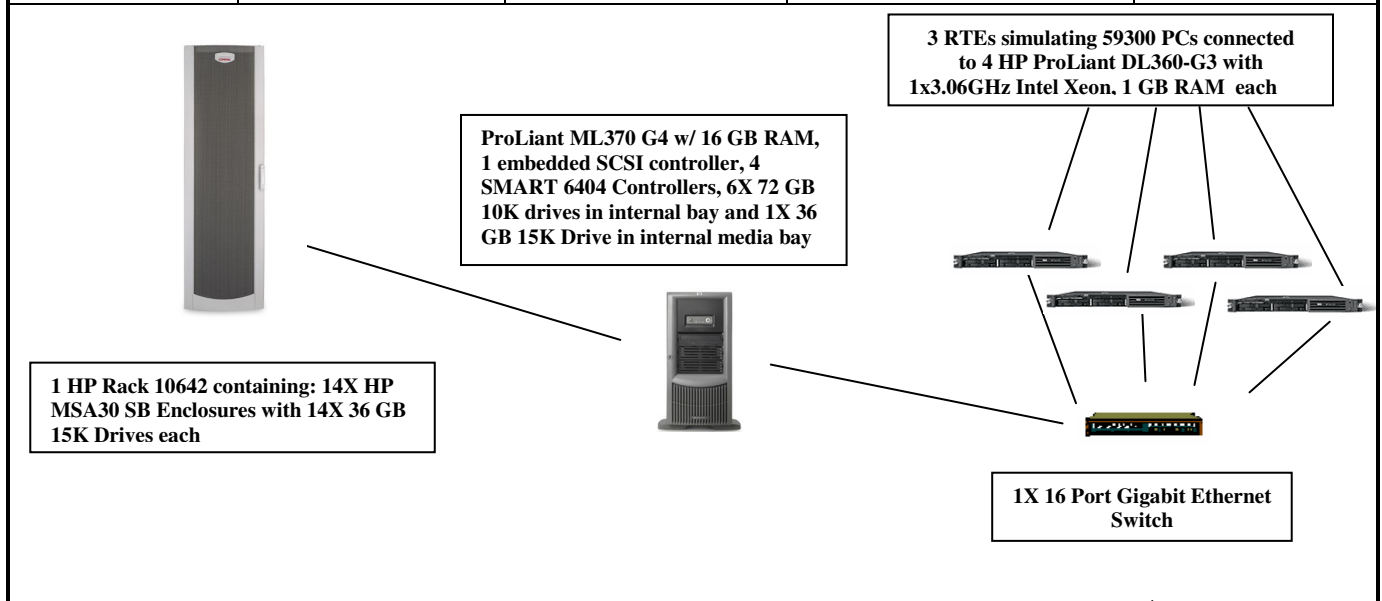 3 RTEs simulating 59300 PCs connected
to 4 HP ProLiant DL360-G3 with
1x3.06GHz Intel Xeon, 1 GB RAM each
ProLiant ML370 G4 w/ 16 GB RAM,
1 embedded SCSI controller, 4
SMART 6404 Controllers, 6X 72 GB
10K drives in internal bay and 1X 36
GB 15K Drive in internal media bay
1 HP Rack 10642 containing: 14X HP
MSA30 SB Enclosures with 14X 36 GB
15K Drives each
1X 16 Port Gigabit Ethernet
Switch